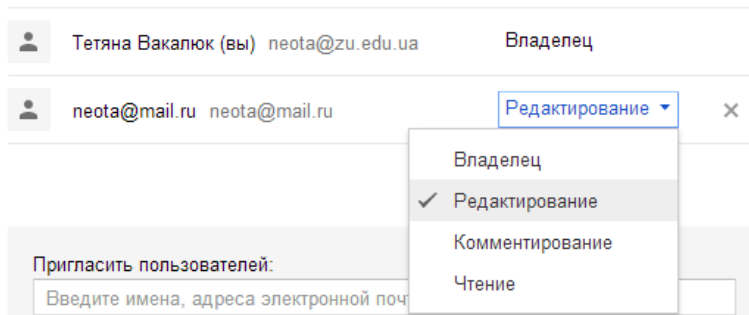 Тетяна Вакалюк (вы) neota@zu.edu.ua Владелец
neota@mail.ru neota@mail.ru Редактирование
Владелец
Редактирование
Комментирование
Чтение
Пригласить пользователей:
Введите имена, адреса электронной поч